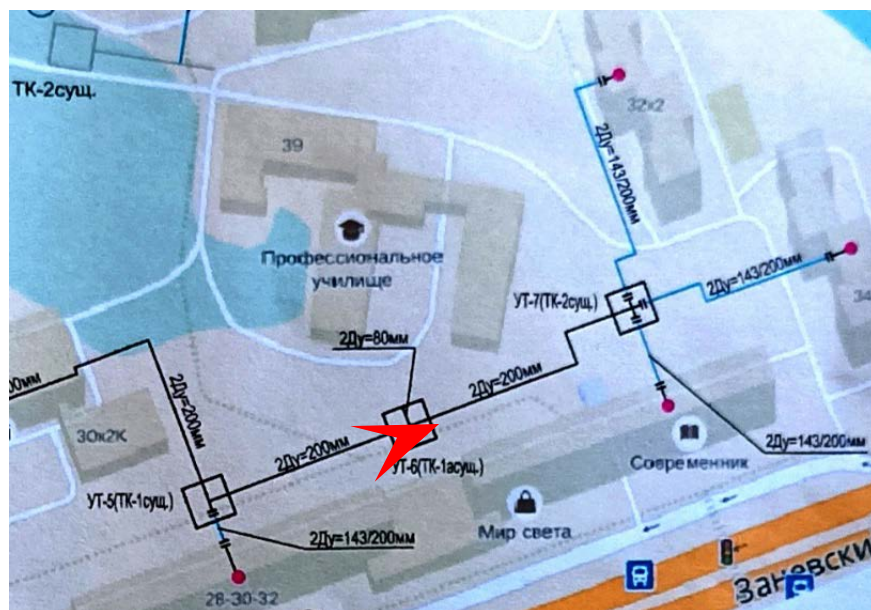 ТК-2сущ.
39
32к2
2Ду=143/200мм
Профессиональное
училище
2Ду=143/200мм
УТ-7(ТК-2сущ.)
34
2Ду=80мм
2Ду=200мм
00мм
2Ду=200мм
30к2К
2Ду=200мм
УТ-6(ТК-1асущ.)
2Ду=143/200мм
Современник
УТ-5(ТК-1сущ.)
Мир света
2Ду=143/200мм
28-30-32
Заневски